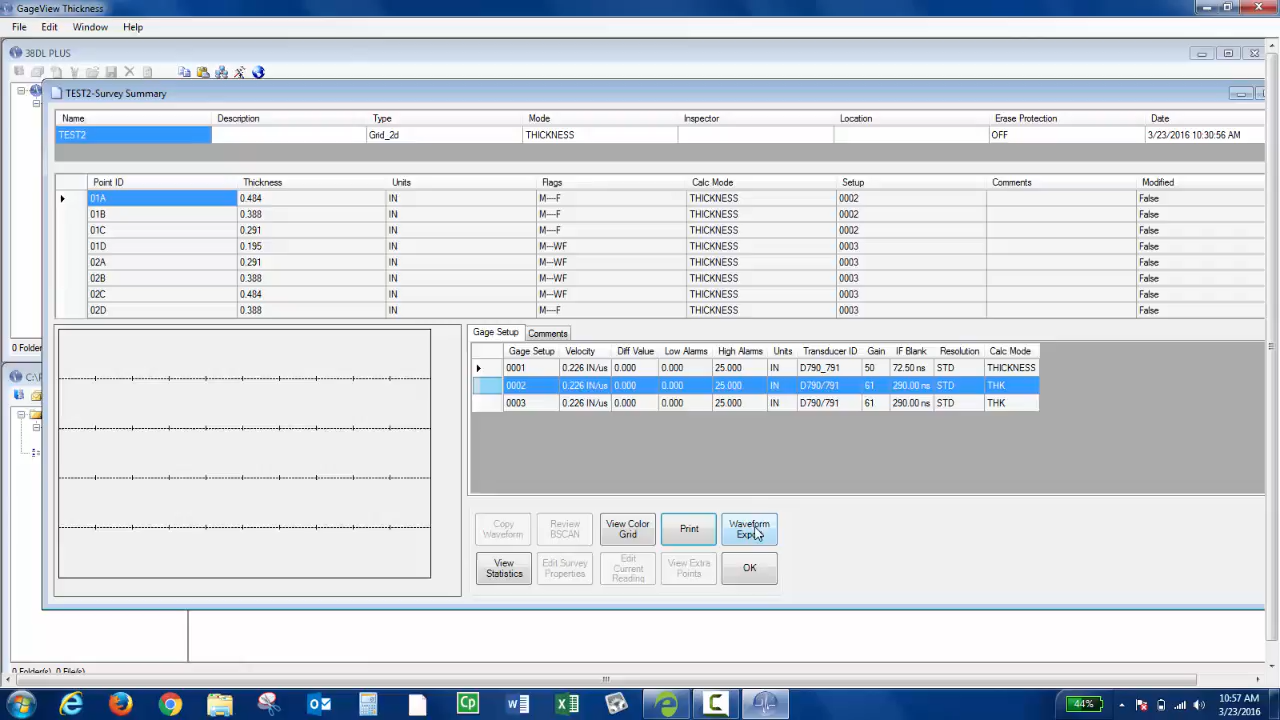 GageView Thickness
File Edit Window Help
38DL PLUS
TEST2-Survey Summary
Name Description Type Mode Inspector Location Erase Protection Date
TEST2 Grid_2d THICKNESS OFF 3/23/2016 10:30:56 AM
Point ID Thickness Units Flags Calc Mode Setup Comments Modified
01A 0.484 IN M---F THICKNESS 0002 False
01B 0.388 IN M---F THICKNESS 0002 False
01C 0.291 IN M---F THICKNESS 0002 False
01D 0.195 IN M---WF THICKNESS 0003 False
02A 0.291 IN M---WF THICKNESS 0003 False
02B 0.388 IN M---WF THICKNESS 0003 False
02C 0.484 IN M---WF THICKNESS 0003 False
02D 0.388 IN M---F THICKNESS 0003 False
Gage Setup Comments
Gage Setup Velocity Diff Value Low Alarms High Alarms Units Transducer ID Gain IF Blank Resolution Calc Mode
0001 0.226 IN/us 0.000 0.000 25.000 IN D790_791 50 72.50 ns STD THICKNESS
0002 0.226 IN/us 0.000 0.000 25.000 IN D790/791 61 290.00 ns STD THK
0003 0.226 IN/us 0.000 0.000 25.000 IN D790/791 61 290.00 ns STD THK
0 Folder
C:\P
Copy Waveform
Review BSCAN
View Color Grid
Print
Waveform
View Statistics
Edit Survey Properties
Edit Current Reading
View Extra Points
OK
0 Folder(s), 0 File/s)
Cp
44%
10:57 AM
3/23/2016